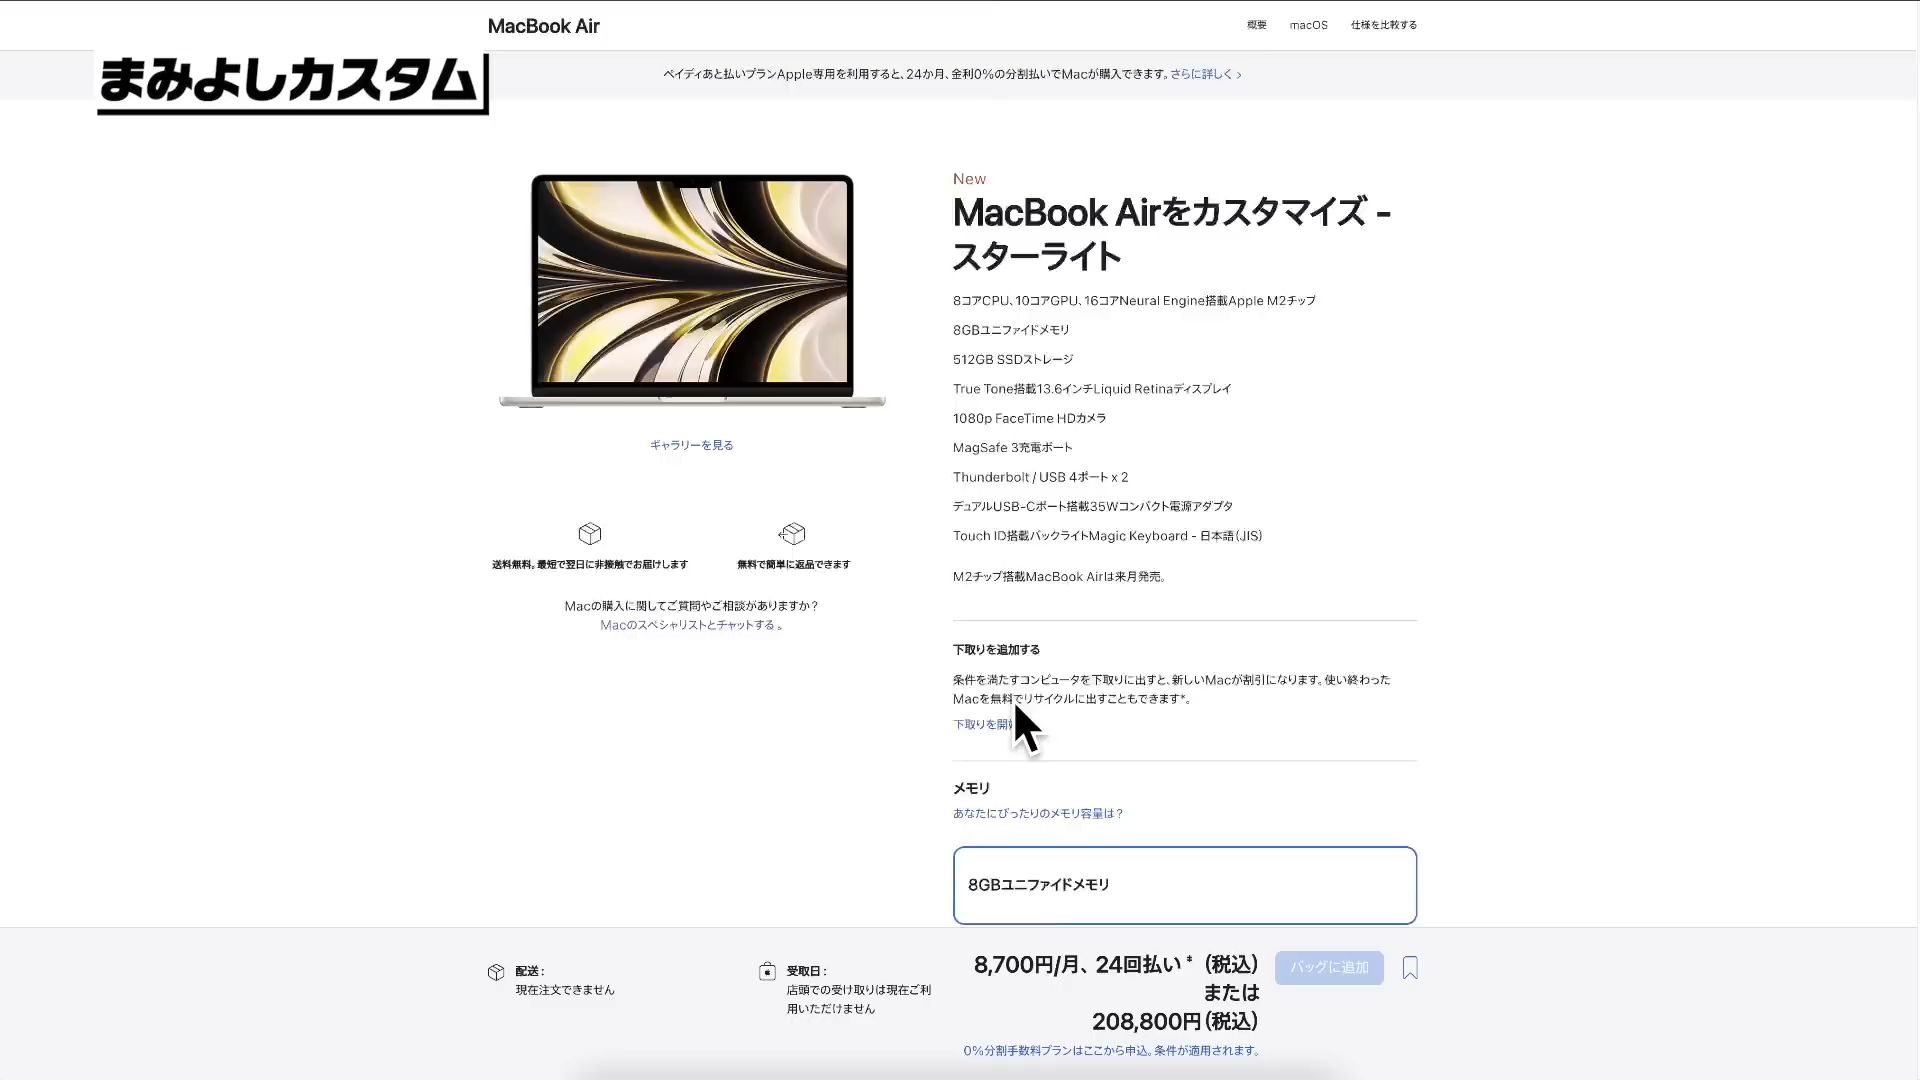 MacBook Air
概要
macOS
仕様を比較する
まみよしカスタム
ペイディあと払いプランApple専用を利用すると、24か月、金利0%の分割払いでMacが購入できます。さらに詳しく >
New
MacBook Airをカスタマイズ -
スターライト
8コアCPU、10コアGPU、16コアNeural Engine搭載Apple M2チップ
8GBユニファイドメモリ
512GB SSDストレージ
True Tone搭載13.6インチLiquid Retinaディスプレイ
1080p FaceTime HDカメラ
MagSafe 3充電ポート
Thunderbolt / USB 4ポート x 2
デュアルUSB-Cポート搭載35Wコンパクト電源アダプタ
Touch ID搭載バックライトMagic Keyboard - 日本語(JIS)
M2チップ搭載MacBook Airは来月発売。
ギャラリーを見る
送料無料。最短で翌日に非接触でお届けします
無料で簡単に返品できます
Macの購入に関してご質問やご相談がありますか?
Macのスペシャリストとチャットする 。
下取りを追加する
条件を満たすコンピュータを下取りに出すと、新しいMacが割引になります。使い終わった
Macを無料でリサイクルに出すこともできます*。
下取りを開
メモリ
あなたにぴったりのメモリ容量は?
8GBユニファイドメモリ
配送:
現在注文できません
受取日:
店頭での受け取りは現在ご利
用いただけません
8,700円/月、24回払い‡ (税込)
または
208,800円(税込)
0%分割手数料プランはここから申込。条件が適用されます。
バッグに追加